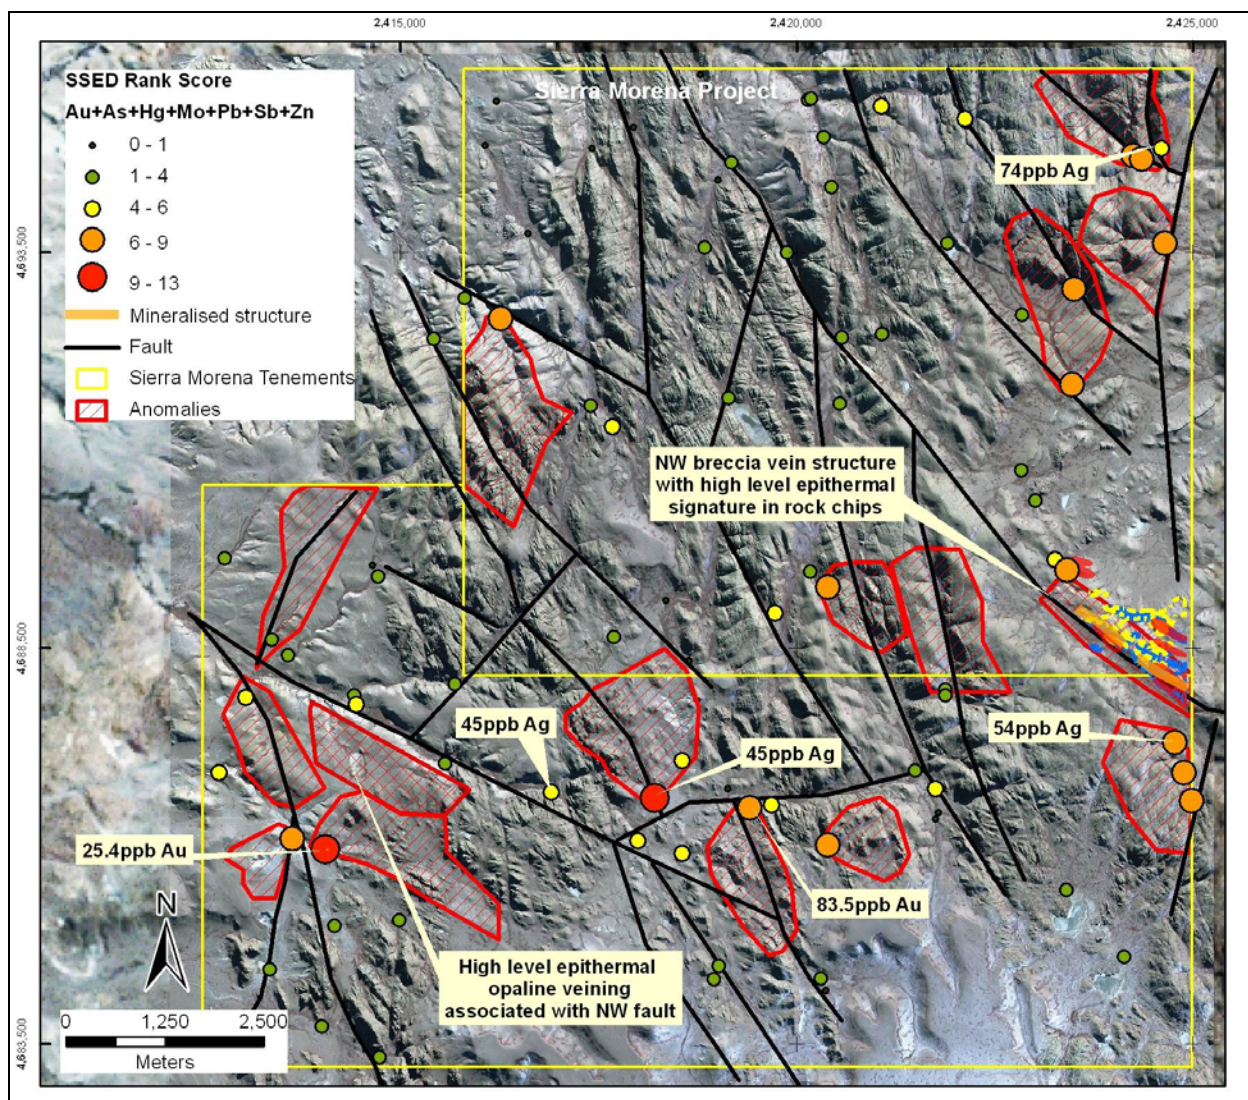 2,415,000
2,420,000
2,425,000
SSED Rank Score
Au+As+Hg+Mo+Pb+Sb+Zn
0 - 1
1 - 4
4 - 6
6 - 9
9 - 13
Mineralised structure
Fault
Sierra Morena Tenements
Anomalies
Sierra Morena Project
74ppb Ag
4,693,500
NW breccia vein structure
with high level epithermal
signature in rock chips
4,688,500
45ppb Ag
45ppb Ag
54ppb Ag
25.4ppb Au
83.5ppb Au
High level epithermal
opaline veining
associated with NW fault
N
0 1,250 2,500
Meters
4,683,500